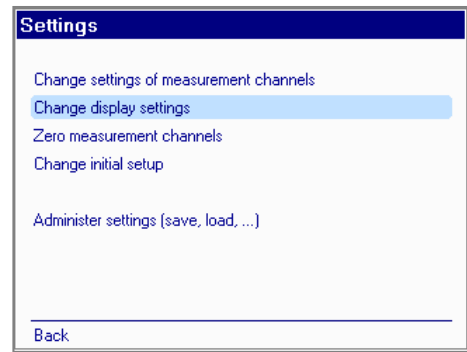 Settings
Change settings of measurement channels
Change display settings
Zero measurement channels
Change initial setup
Administer settings (save, load, ...)
Back